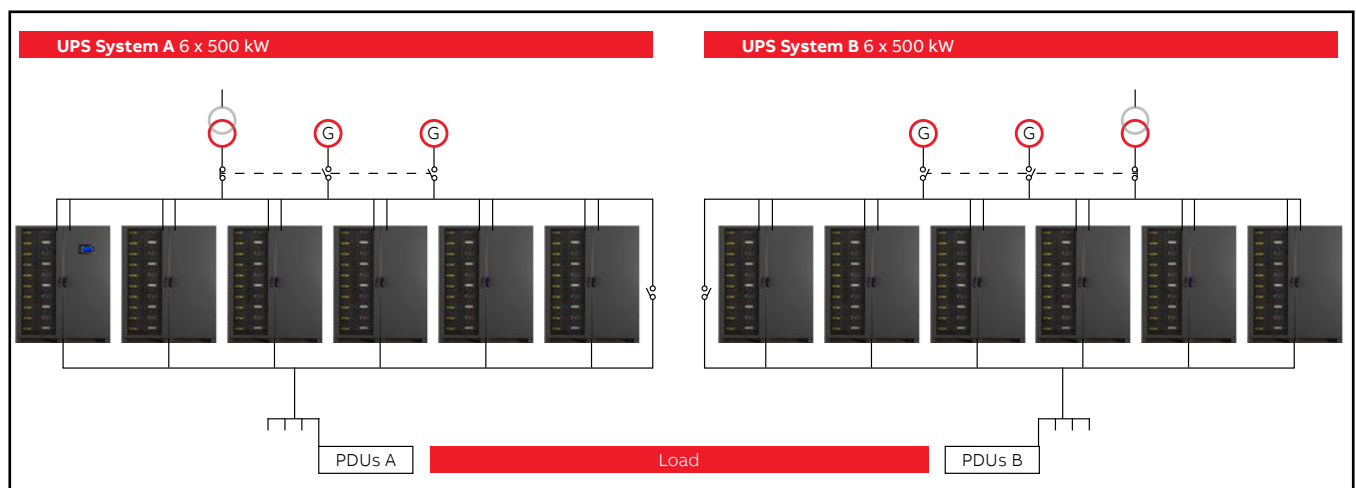 UPS System A 6 x 500 kW
UPS System B 6 x 500 kW
G
G
G
G
PDUs A
Load
PDUs B